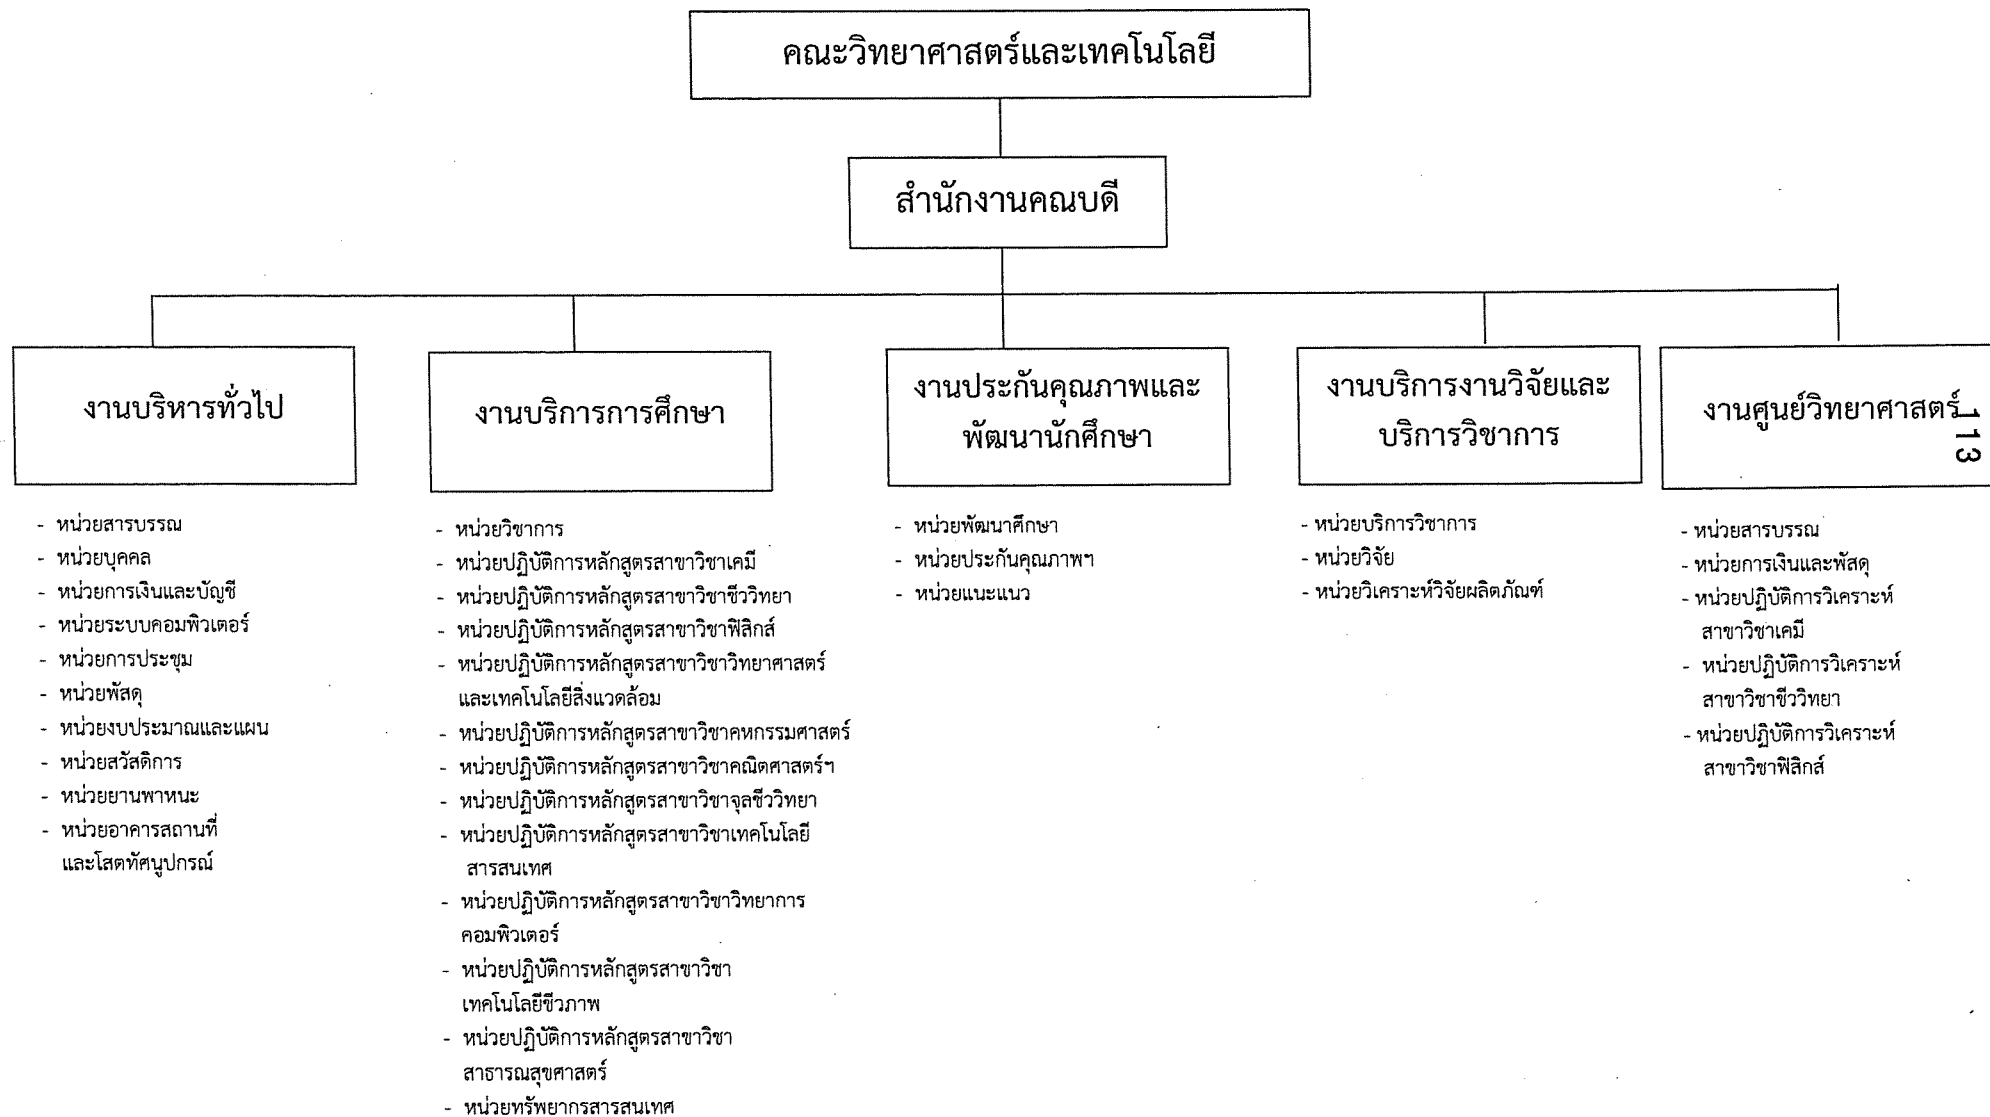 คณะวิทยาศาสตร์และเทคโนโลยี
สำนักงานคณบดี
งานบริหารทั่วไป
- หน่วยสารบรรณ
- หน่วยบุคคล
- หน่วยการเงินและบัญชี
- หน่วยระบบคอมพิวเตอร์
- หน่วยการประชุม
- หน่วยพัสดุ
- หน่วยงบประมาณและแผน
- หน่วยสวัสดิการ
- หน่วยยานพาหนะ
- หน่วยอาคารสถานที่
และโสตทัศนูปกรณ์
งานบริการการศึกษา
- หน่วยวิชาการ
- หน่วยปฏิบัติการหลักสูตรสาขาวิชาเคมี
- หน่วยปฏิบัติการหลักสูตรสาขาวิชาชีววิทยา
- หน่วยปฏิบัติการหลักสูตรสาขาวิชาฟิสิกส์
- หน่วยปฏิบัติการหลักสูตรสาขาวิชาวิทยาศาสตร์
และเทคโนโลยีสิ่งแวดล้อม
- หน่วยปฏิบัติการหลักสูตรสาขาวิชาคหกรรมศาสตร์
- หน่วยปฏิบัติการหลักสูตรสาขาวิชาคณิตศาสตร์ฯ
- หน่วยปฏิบัติการหลักสูตรสาขาวิชาจุลชีววิทยา
- หน่วยปฏิบัติการหลักสูตรสาขาวิชาเทคโนโลยี
สารสนเทศ
- หน่วยปฏิบัติการหลักสูตรสาขาวิชาวิทยาการ
คอมพิวเตอร์
- หน่วยปฏิบัติการหลักสูตรสาขาวิชา
เทคโนโลยีชีวภาพ
- หน่วยปฏิบัติการหลักสูตรสาขาวิชา
สาธารณสุขศาสตร์
- หน่วยทรัพยากรสารสนเทศ
งานประกันคุณภาพและ
พัฒนานักศึกษา
- หน่วยพัฒนาศึกษา
- หน่วยประกันคุณภาพฯ
- หน่วยแนะแนว
งานบริการงานวิจัยและ
บริการวิชาการ
- หน่วยบริการวิชาการ
- หน่วยวิจัย
- หน่วยวิเคราะห์วิจัยผลิตภัณฑ์
งานศูนย์วิทยาศาสตร์
113
- หน่วยสารบรรณ
- หน่วยการเงินและพัสดุ
- หน่วยปฏิบัติการวิเคราะห์
สาขาวิชาเคมี
- หน่วยปฏิบัติการวิเคราะห์
สาขาวิชาชีววิทยา
- หน่วยปฏิบัติการวิเคราะห์
สาขาวิชาฟิสิกส์